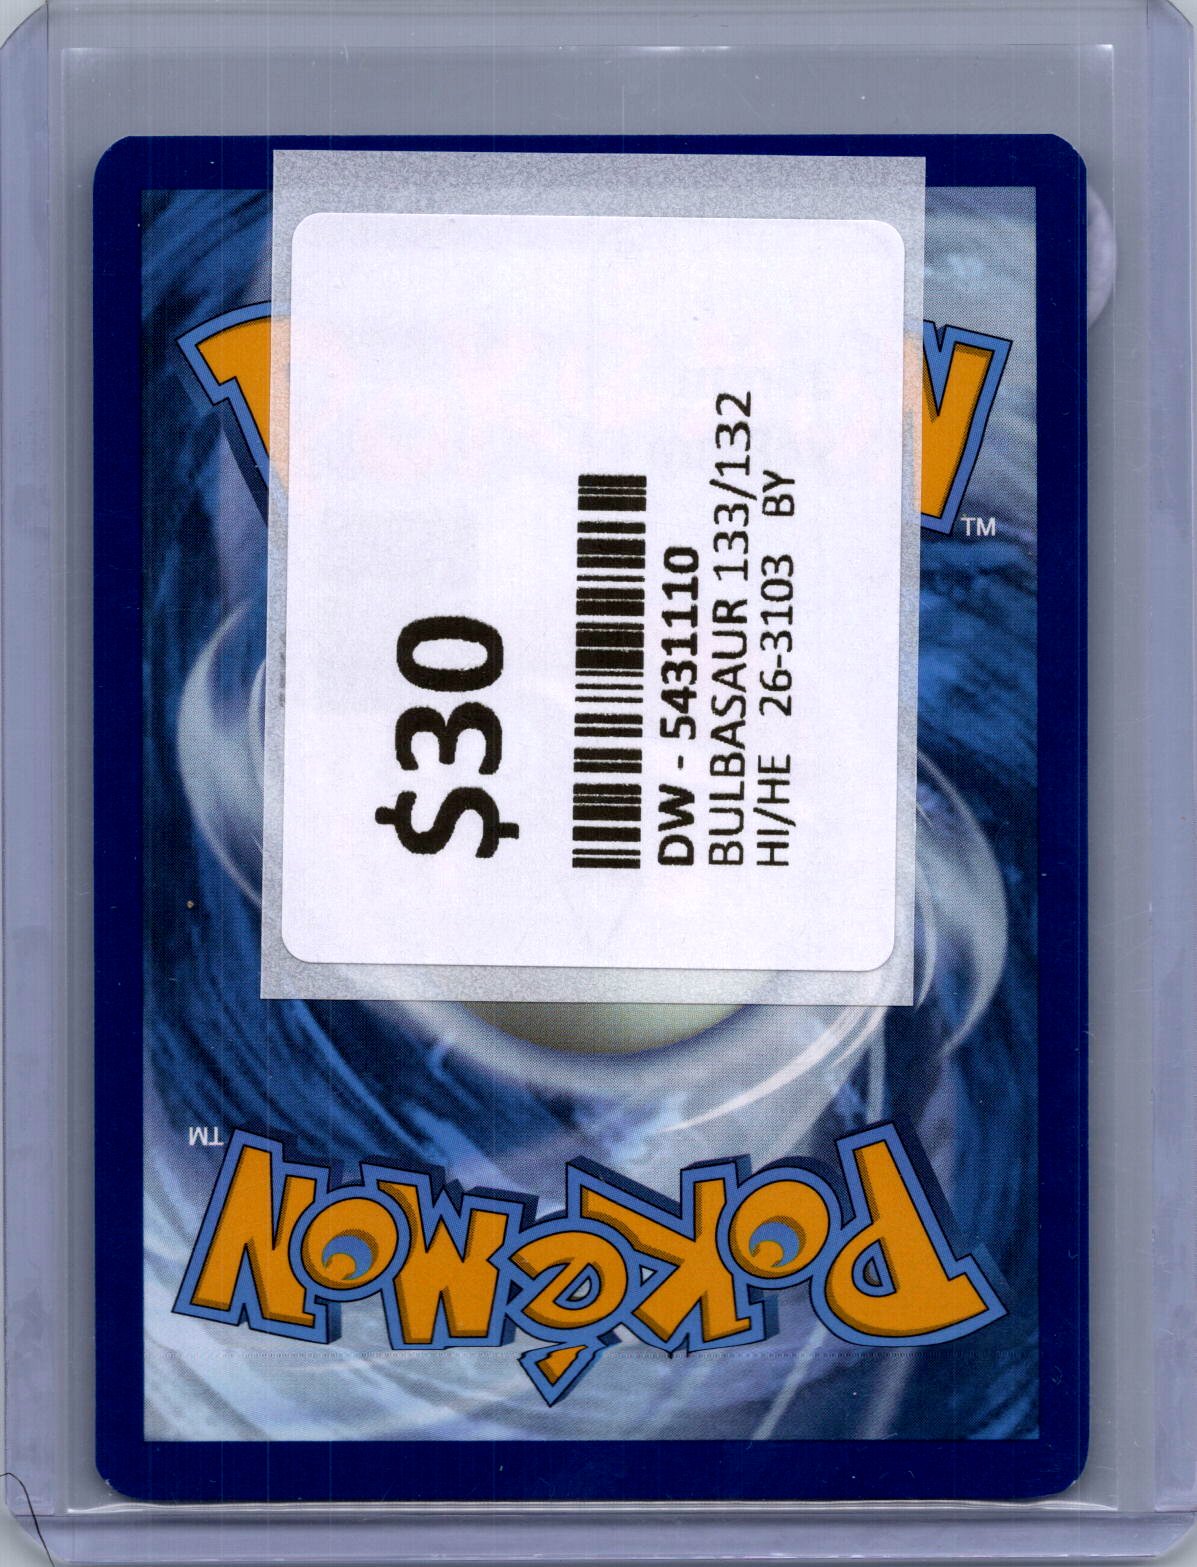 $30
DW - 5431110
BULBASAUR 133/132
HI/HE 26-3103 BY
TM
POKéMON
TM